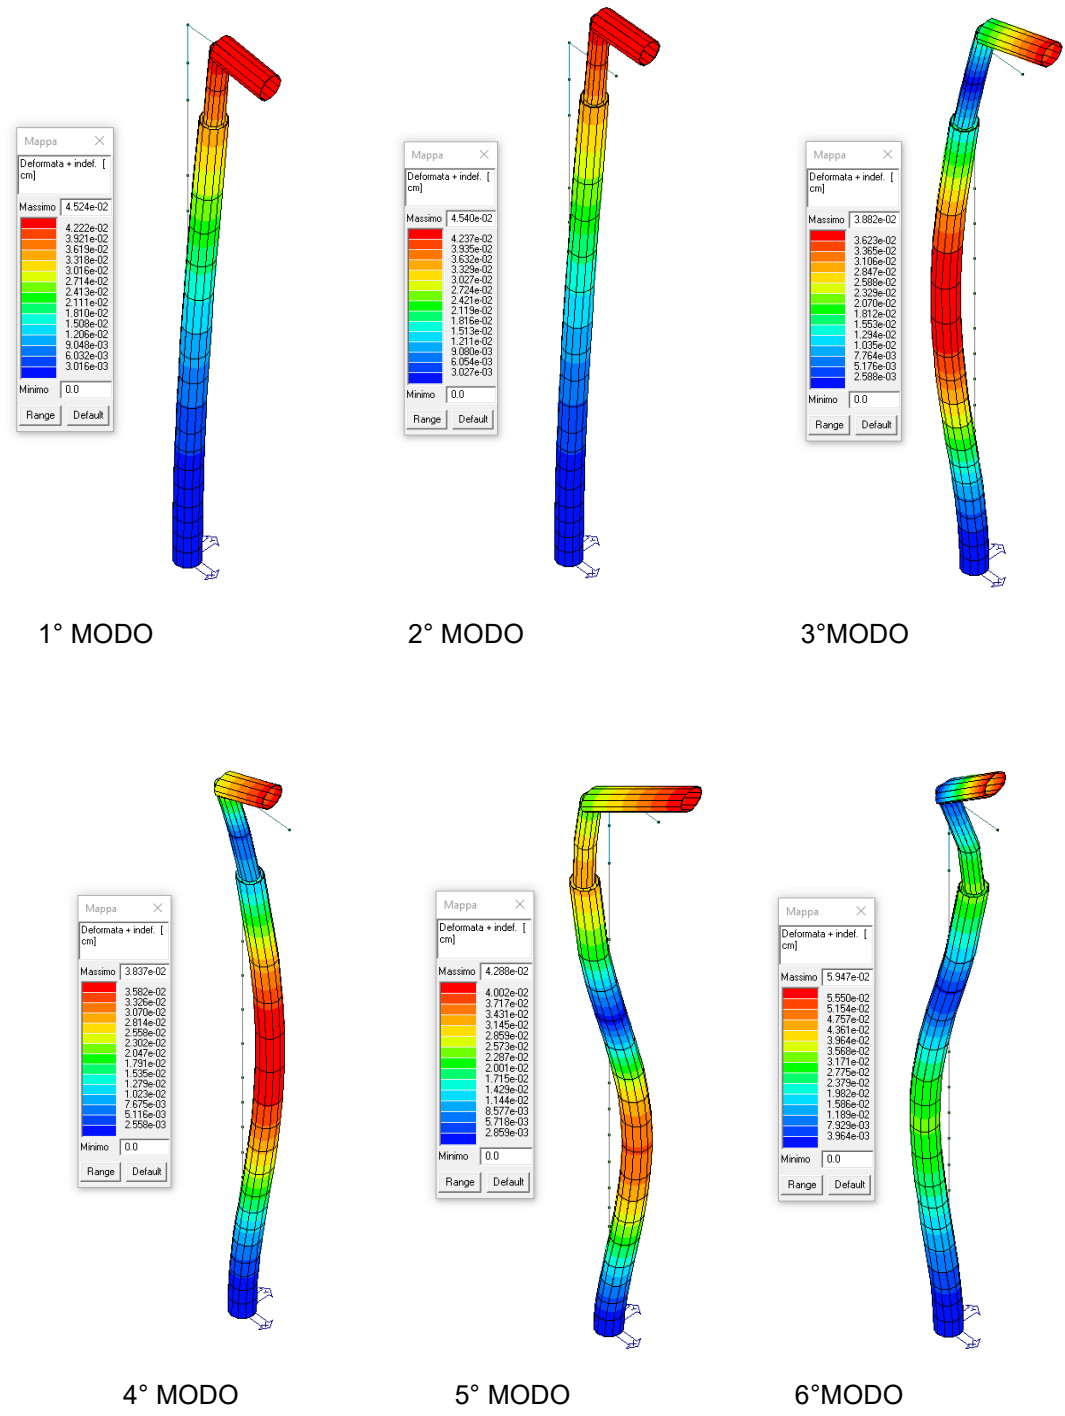 Mappa
Deformata + indef. [
cm]
Massimo 4.524e-02
4.222e-02
3.921e-02
3.619e-02
3.318e-02
3.016e-02
2.714e-02
2.413e-02
2.111e-02
1.810e-02
1.508e-02
1.206e-02
9.048e-03
6.032e-03
3.016e-03
Minimo 0.0
Range Default
1° MODO
Mappa
Deformata + indef. [
cm]
Massimo 4.540e-02
4.237e-02
3.935e-02
3.632e-02
3.329e-02
3.027e-02
2.724e-02
2.421e-02
2.119e-02
1.816e-02
1.513e-02
1.211e-02
9.080e-03
6.054e-03
3.027e-03
Minimo 0.0
Range Default
2° MODO
Mappa
Deformata + indef. [
cm]
Massimo 3.882e-02
3.623e-02
3.365e-02
3.106e-02
2.847e-02
2.588e-02
2.329e-02
2.070e-02
1.812e-02
1.553e-02
1.294e-02
1.035e-02
7.764e-03
5.176e-03
2.588e-03
Minimo 0.0
Range Default
3°MODO
Mappa
Deformata + indef. [
cm]
Massimo 3.837e-02
3.582e-02
3.326e-02
3.070e-02
2.814e-02
2.558e-02
2.302e-02
2.047e-02
1.791e-02
1.535e-02
1.279e-02
1.023e-02
7.675e-03
5.116e-03
2.558e-03
Minimo 0.0
Range Default
4° MODO
Mappa
Deformata + indef. [
cm]
Massimo 4.288e-02
4.002e-02
3.717e-02
3.431e-02
3.145e-02
2.859e-02
2.573e-02
2.287e-02
2.001e-02
1.715e-02
1.429e-02
1.144e-02
8.577e-03
5.718e-03
2.859e-03
Minimo 0.0
Range Default
5° MODO
Mappa
Deformata + indef. [
cm]
Massimo 5.947e-02
5.550e-02
5.154e-02
4.757e-02
4.361e-02
3.964e-02
3.568e-02
3.171e-02
2.775e-02
2.379e-02
1.982e-02
1.586e-02
1.189e-02
7.929e-03
3.964e-03
Minimo 0.0
Range Default
6°MODO